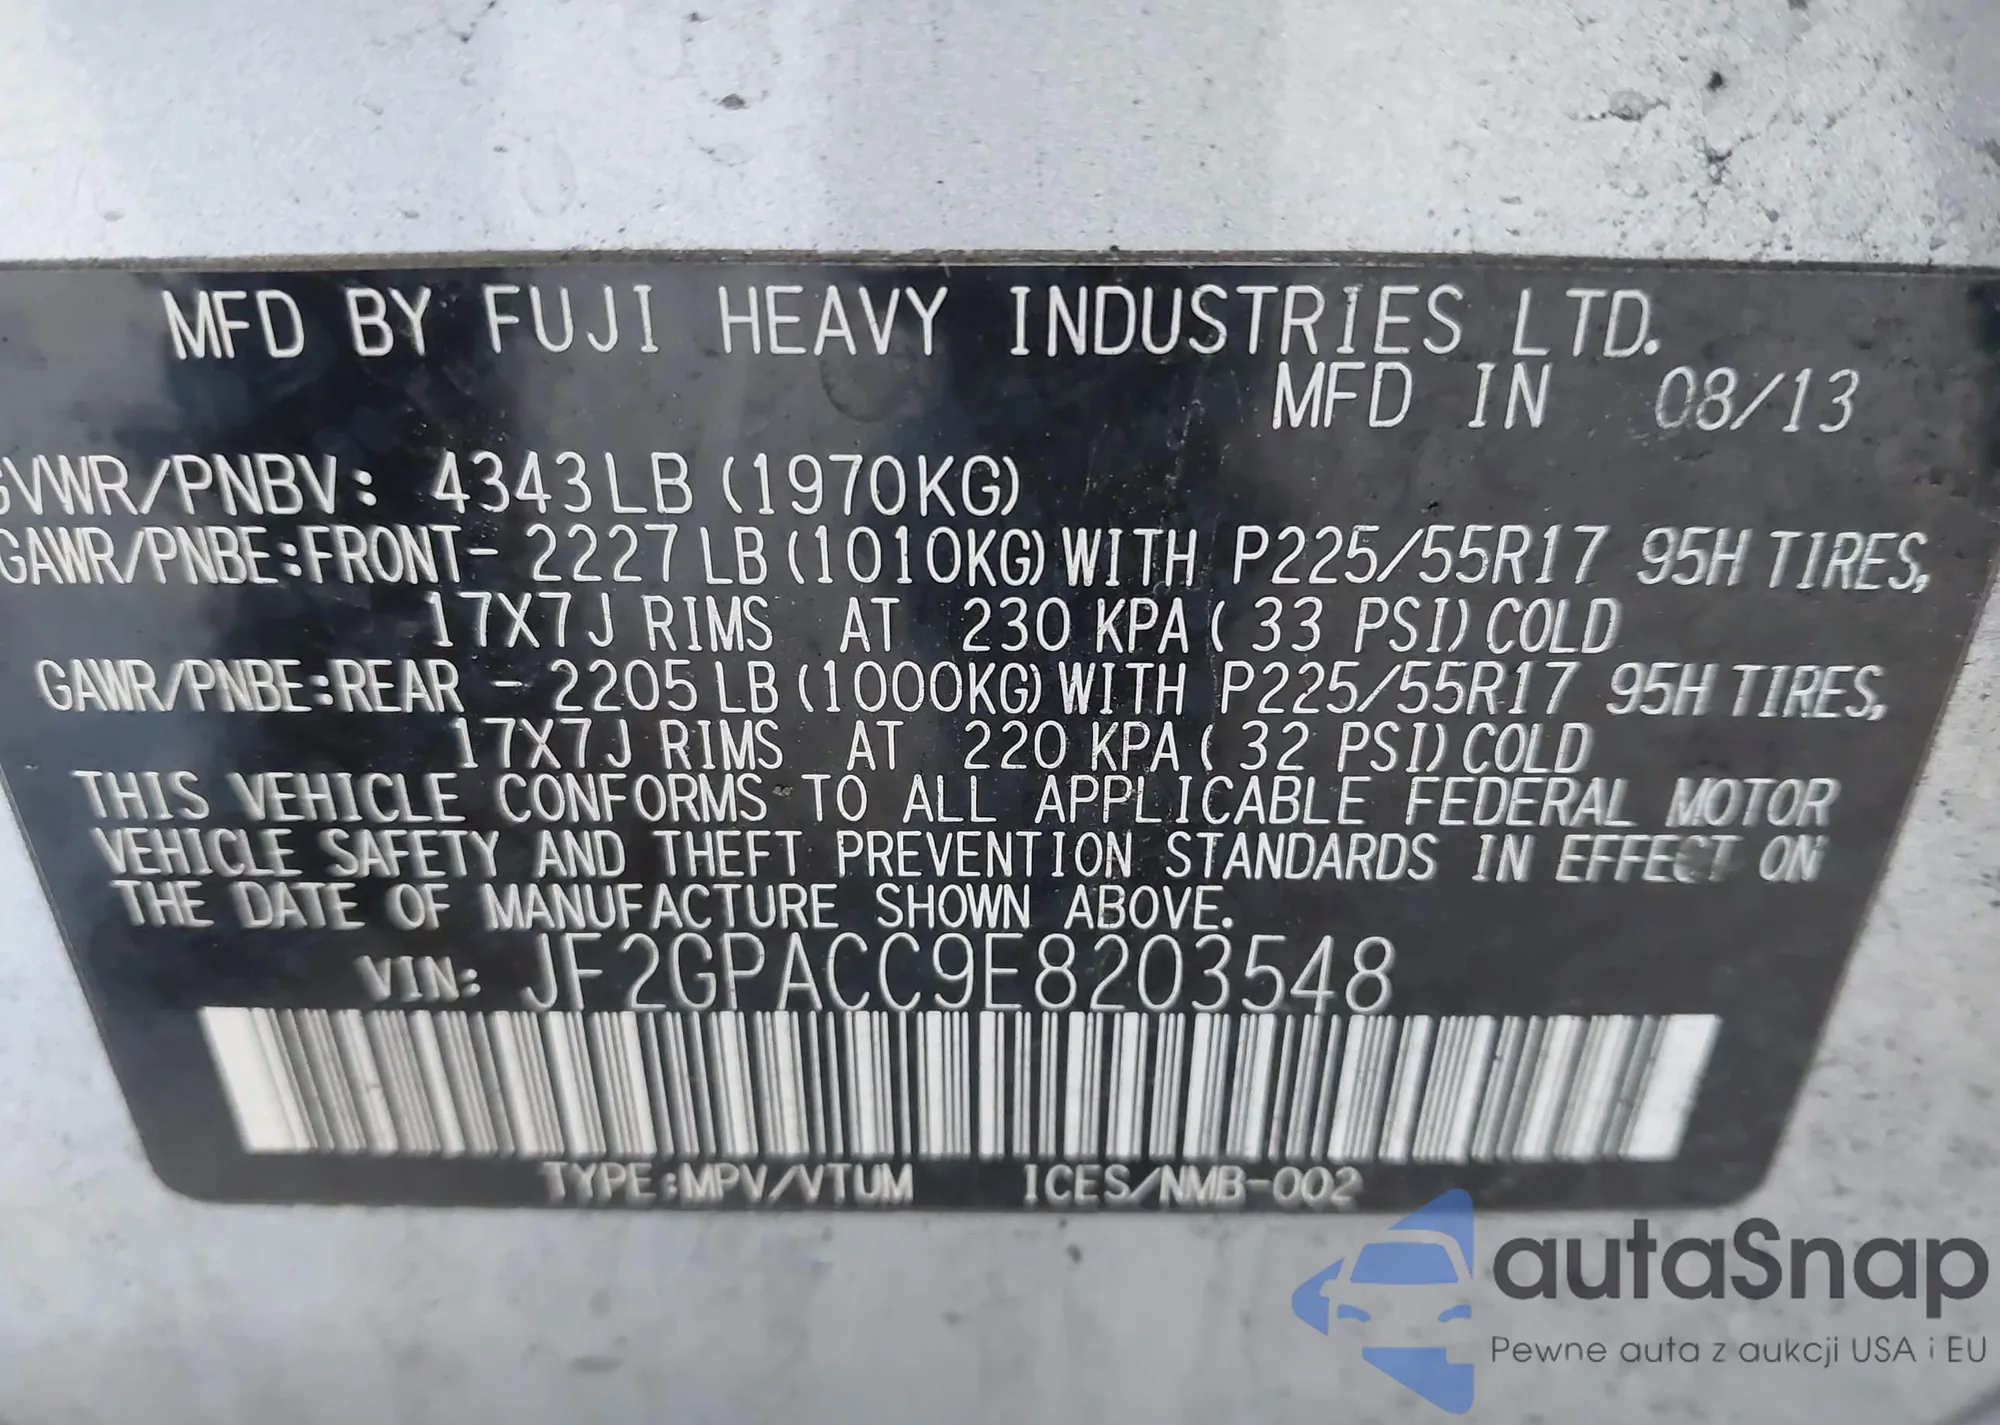 MFD BY FUJI HEAVY INDUSTRIES LTD.
MFD IN 08/13
GVWR/PNBV: 4343LB (1970KG)
GAWR/PNBE:FRONT- 2227LB (1010KG) WITH P225/55R17 95H TIRES,
17X7J RIMS AT 230 KPA ( 33 PSI) COLD
GAWR/PNBE:REAR - 2205LB (1000KG) WITH P225/55R17 95H TIRES,
17X7J RIMS AT 220 KPA ( 32 PSI) COLD
THIS VEHICLE CONFORMS TO ALL APPLICABLE FEDERAL MOTOR
VEHICLE SAFETY AND THEFT PREVENTION STANDARDS IN EFFECT ON
THE DATE OF MANUFACTURE SHOWN ABOVE.
VIN: JF2GPACC9E8203548
TYPE:MPV/VTUM ICES/NMB-002
autaSnap
Pewne auta z aukcji USA i EU